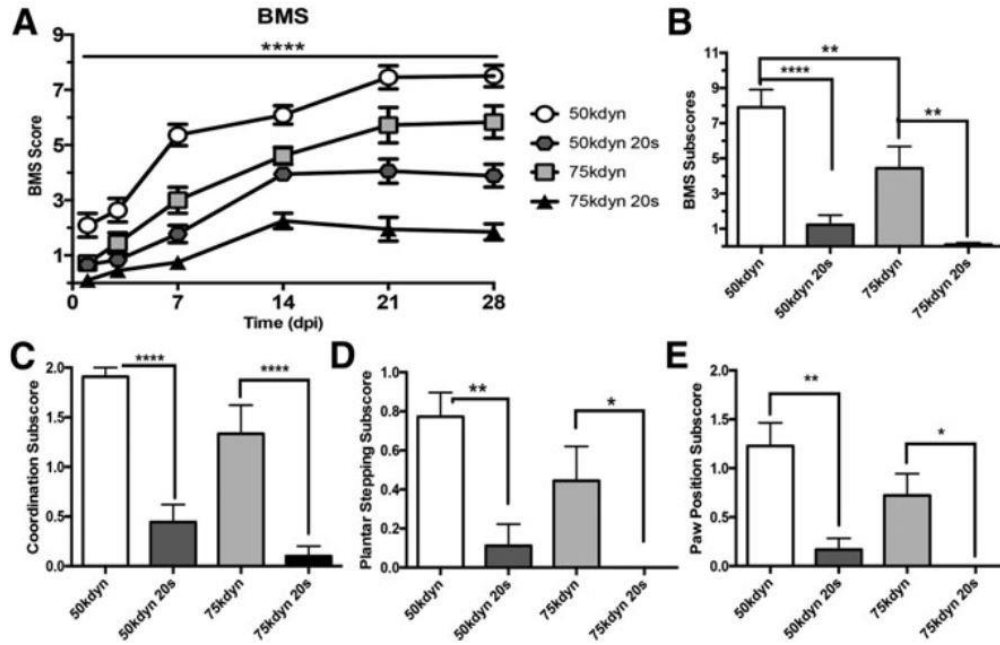 A
BMS
9
7
5
3
1
****
BMS Score
0 7 14 21 28
Time (dpi)
50kdyn
50kdyn 20s
75kdyn
75kdyn 20s
B
11
9
7
5
3
1
BMS Subscores
**
****
**
50kdyn
50kdyn 20s
75kdyn
75kdyn 20s
C
2.0
1.5
1.0
0.5
0.0
Coordination Subscore
****
****
50kdyn
50kdyn 20s
75kdyn
75kdyn 20s
D
1.0
0.8
0.6
0.4
0.2
0.0
Plantar Stepping Subscore
**
*
50kdyn
50kdyn 20s
75kdyn
75kdyn 20s
E
2.0
1.5
1.0
0.5
0.0
Paw Position Subscore
**
*
50kdyn
50kdyn 20s
75kdyn
75kdyn 20s